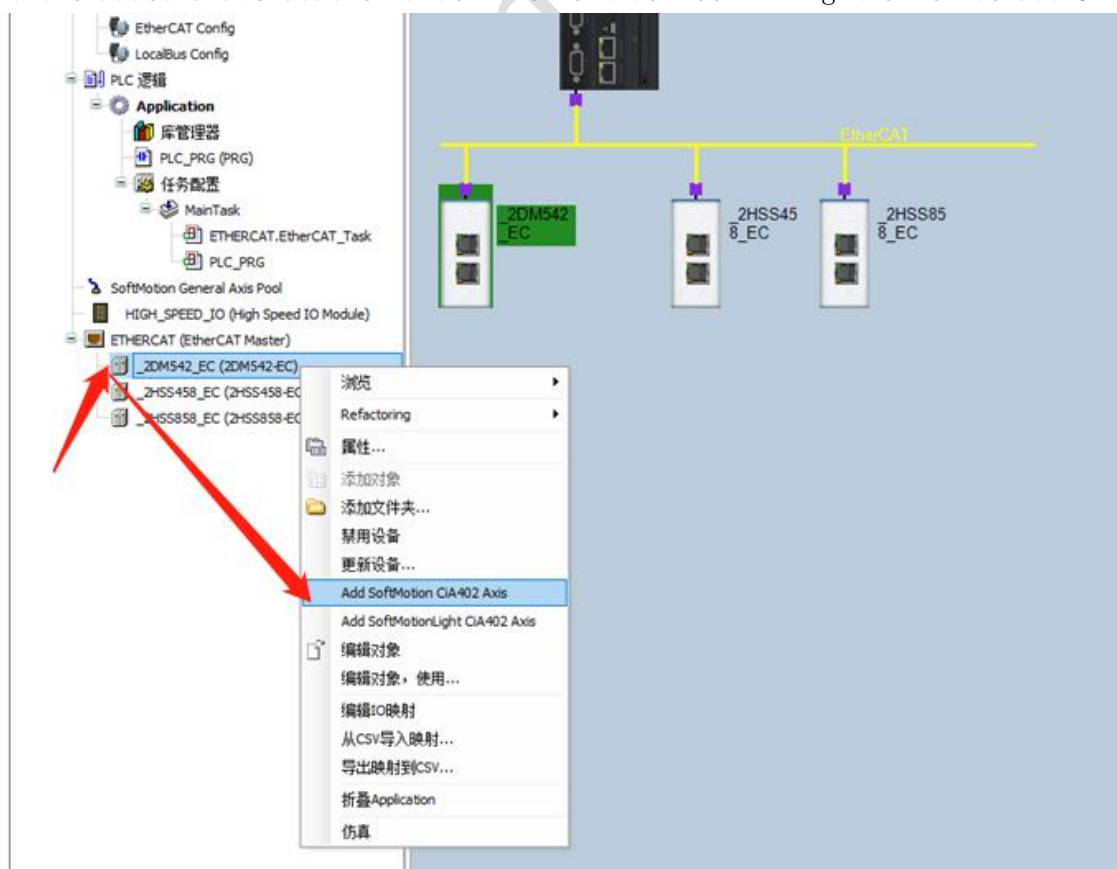 EtherCAT Config
LocalBus Config
PLC 逻辑
Application
库管理器
PLC_PRG (PRG)
任务配置
MainTask
ETHERCAT.EtherCAT_Task
PLC_PRG
SoftMotion General Axis Pool
HIGH_SPEED_IO (High Speed IO Module)
ETHERCAT (EtherCAT Master)
_2DM542_EC (2DM542-EC)
_2HSS458_EC (2HSS458-EC
_2HSS858_EC (2HSS858-EC
浏览
Refactoring
属性...
添加对象
添加文件夹...
禁用设备
更新设备...
Add SoftMotion CiA402 Axis
Add SoftMotionLight CiA402 Axis
编辑对象
编辑对象，使用...
编辑IO映射
从CSV导入映射...
导出映射到CSV...
折叠Application
仿真
EtherCAT
_2DM542
_EC
_2HSS45
8_EC
_2HSS85
8_EC